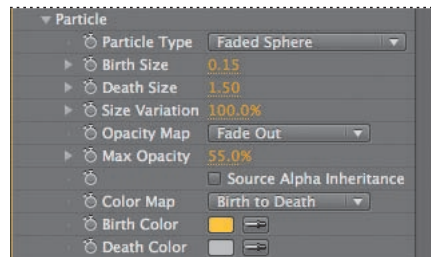 Particle
Particle Type Faded Sphere
Birth Size 0.15
Death Size 1.50
Size Variation 100.0%
Opacity Map Fade Out
Max Opacity 55.0%
Source Alpha Inheritance
Color Map Birth to Death
Birth Color
Death Color